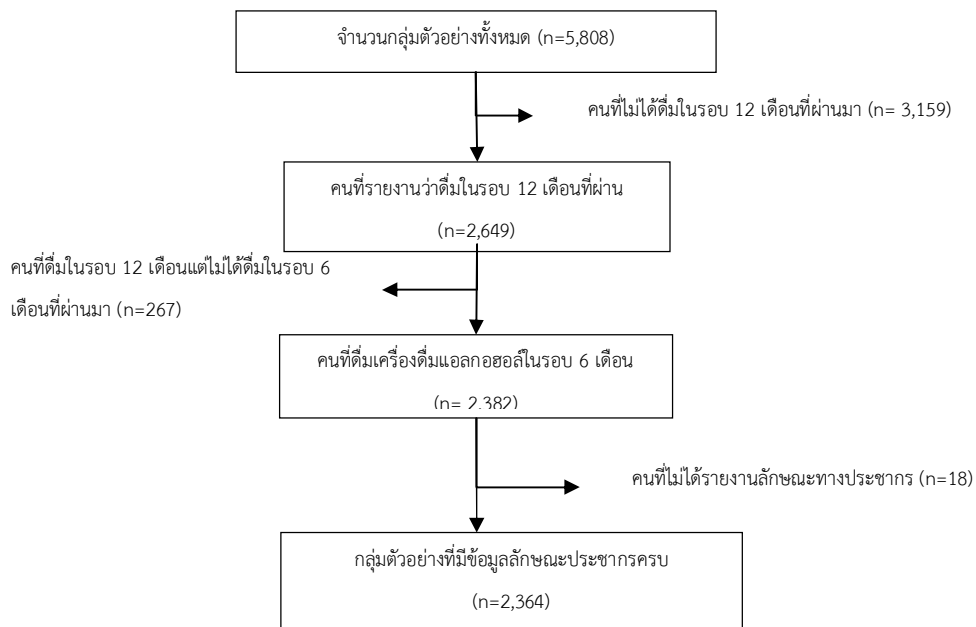 จำนวนกลุ่มตัวอย่างทั้งหมด (n=5,808)
คนที่ไม่ได้ดื่มในรอบ 12 เดือนที่ผ่านมา (n= 3,159)
คนที่รายงานว่าดื่มในรอบ 12 เดือนที่ผ่าน
(n=2,649)
คนที่ดื่มในรอบ 12 เดือนแต่ไม่ได้ดื่มในรอบ 6
เดือนที่ผ่านมา (n=267)
คนที่ดื่มเครื่องดื่มแอลกอฮอล์ในรอบ 6 เดือน
(n= 2,382)
คนที่ไม่ได้รายงานลักษณะทางประชากร (n=18)
กลุ่มตัวอย่างที่มีข้อมูลลักษณะประชากรครบ
(n=2,364)